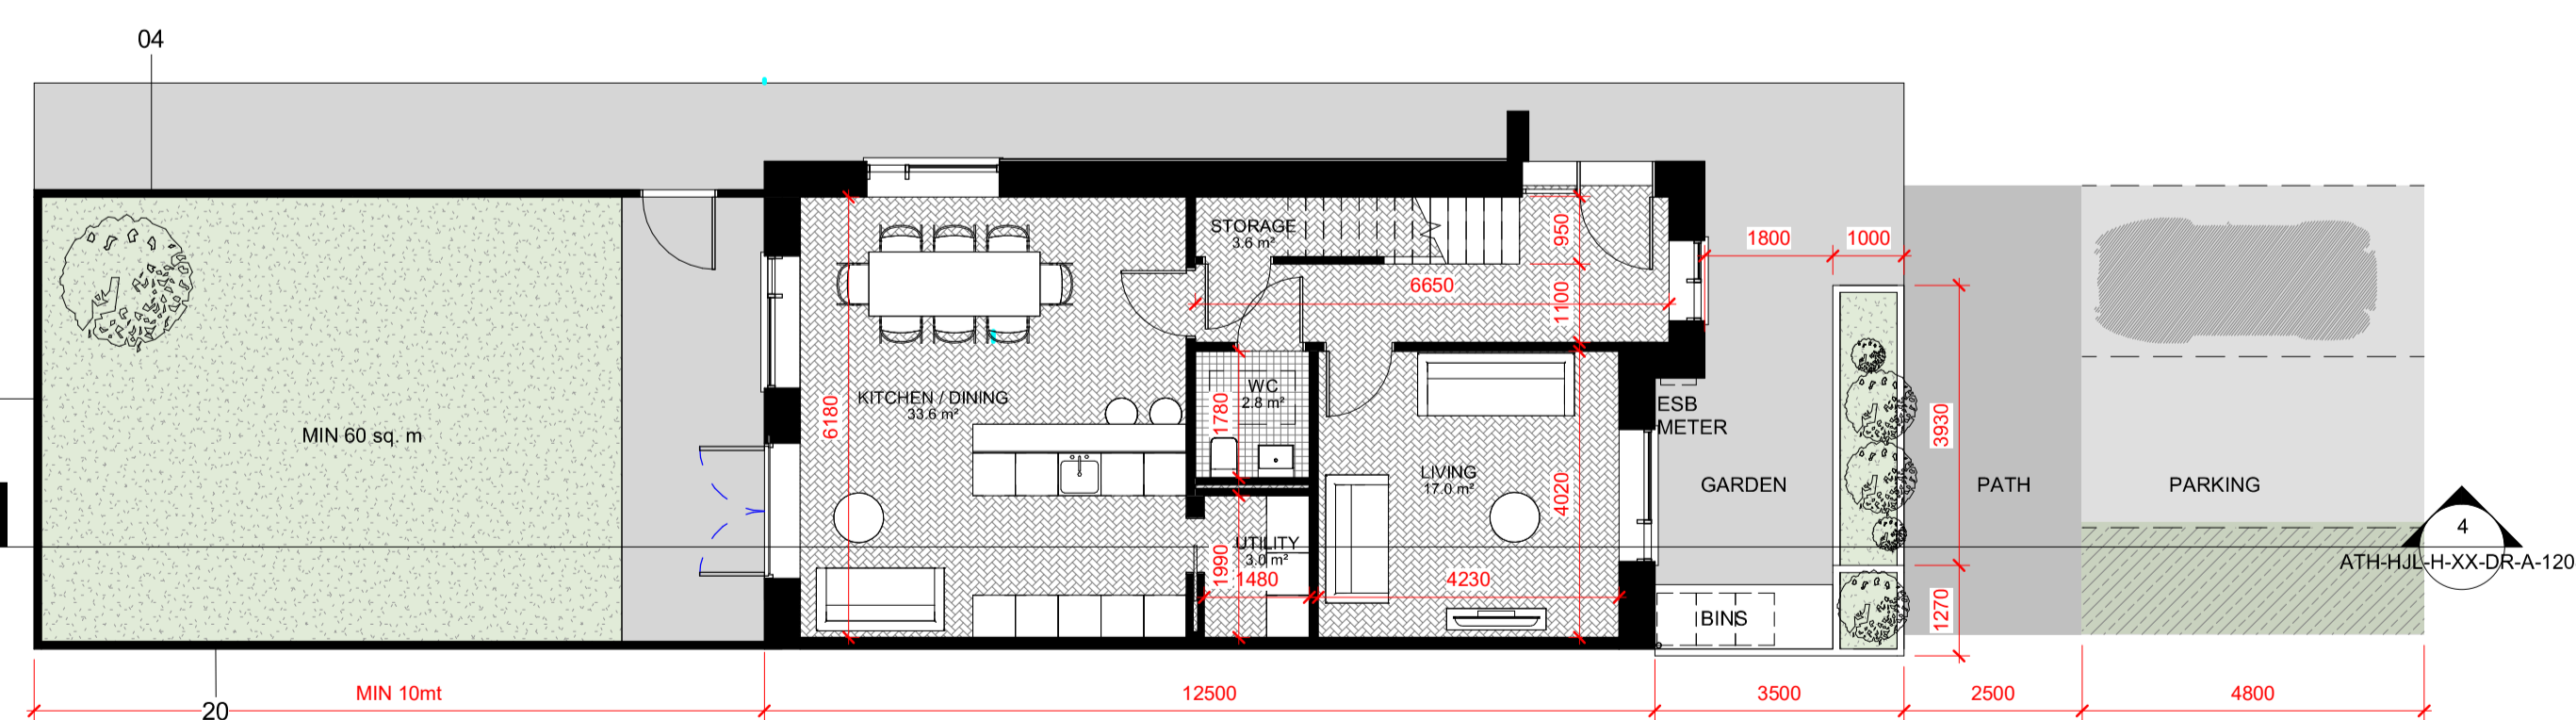 04
STORAGE
3.6 m²
950
1800
1000
6650
1100
KITCHEN / DINING
33.6 m²
6180
WC
2.8 m²
1780
ESB
METER
3930
MIN 60 sq. m
LIVING
17.0 m²
4020
GARDEN
PATH
PARKING
4
ATH-HJL-H-XX-DR-A-120
UTILITY
3.0 m²
1990
1480
4230
BINS
1270
MIN 10mt
12500
3500
2500
4800
20